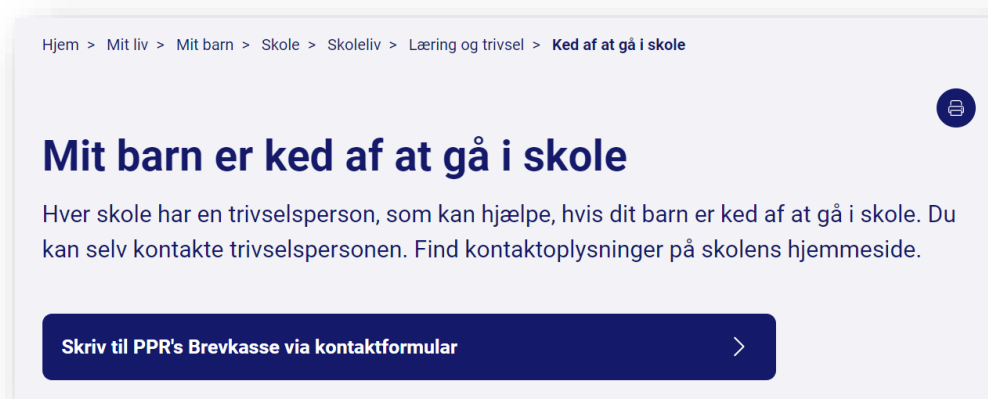 Hjem > Mit liv > Mit barn > Skole > Skoleliv > Læring og trivsel > Ked af at gå i skole
Mit barn er ked af at gå i skole
Hver skole har en trivselsperson, som kan hjælpe, hvis dit barn er ked af at gå i skole. Du
kan selv kontakte trivselspersonen. Find kontaktoplysninger på skolens hjemmeside.
Skriv til PPR's Brevkasse via kontaktformular